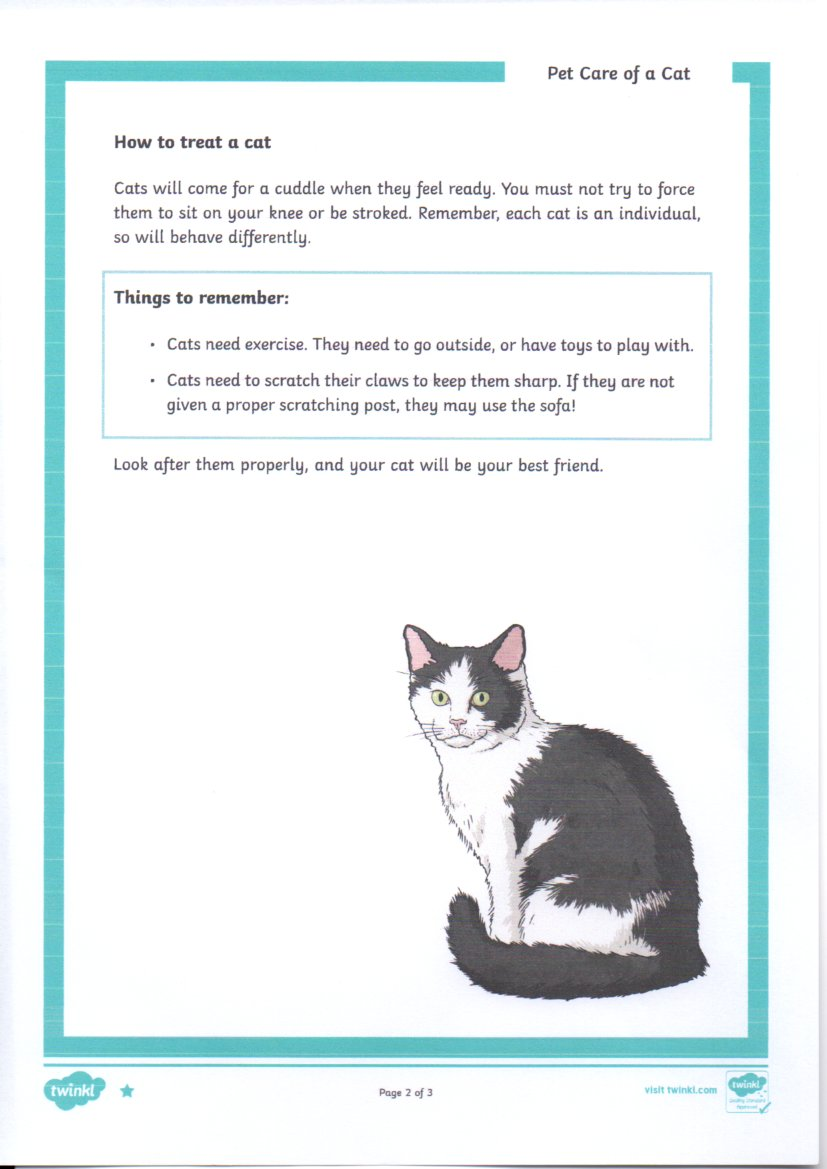 Pet Care of a Cat
How to treat a cat
Cats will come for a cuddle when they feel ready. You must not try to force
them to sit on your knee or be stroked. Remember, each cat is an individual,
so will behave differently.
Things to remember:
• Cats need exercise. They need to go outside, or have toys to play with.
• Cats need to scratch their claws to keep them sharp. If they are not
given a proper scratching post, they may use the sofa!
Look after them properly, and your cat will be your best friend.
twinkl
Page 2 of 3
visit twinkl.com
twinkl
Quality Standard
Approved